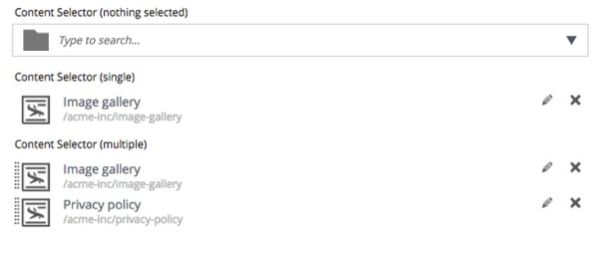 Content Selector (nothing selected)
Type to search...
Content Selector (single)
Image gallery
/acme-inc/image-gallery
Content Selector (multiple)
Image gallery
/acme-inc/image-gallery
Privacy policy
/acme-inc/privacy-policy